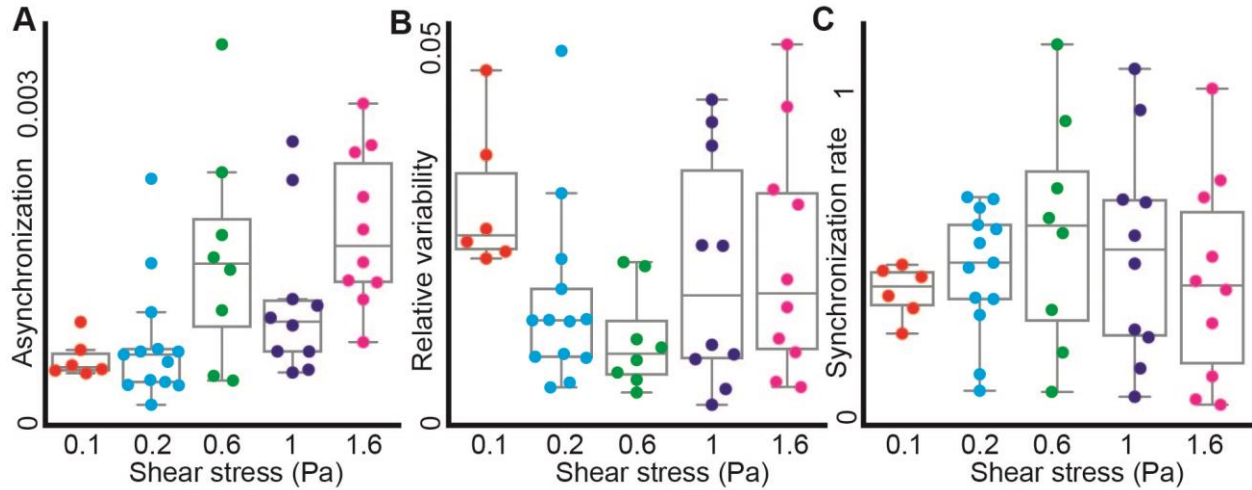 A
Asynchronization
0.003
0
0.1 0.2 0.6 1 1.6
Shear stress (Pa)
B
Relative variability
0.05
0
0.1 0.2 0.6 1 1.6
Shear stress (Pa)
C
Synchronization rate
1
0
0.1 0.2 0.6 1 1.6
Shear stress (Pa)